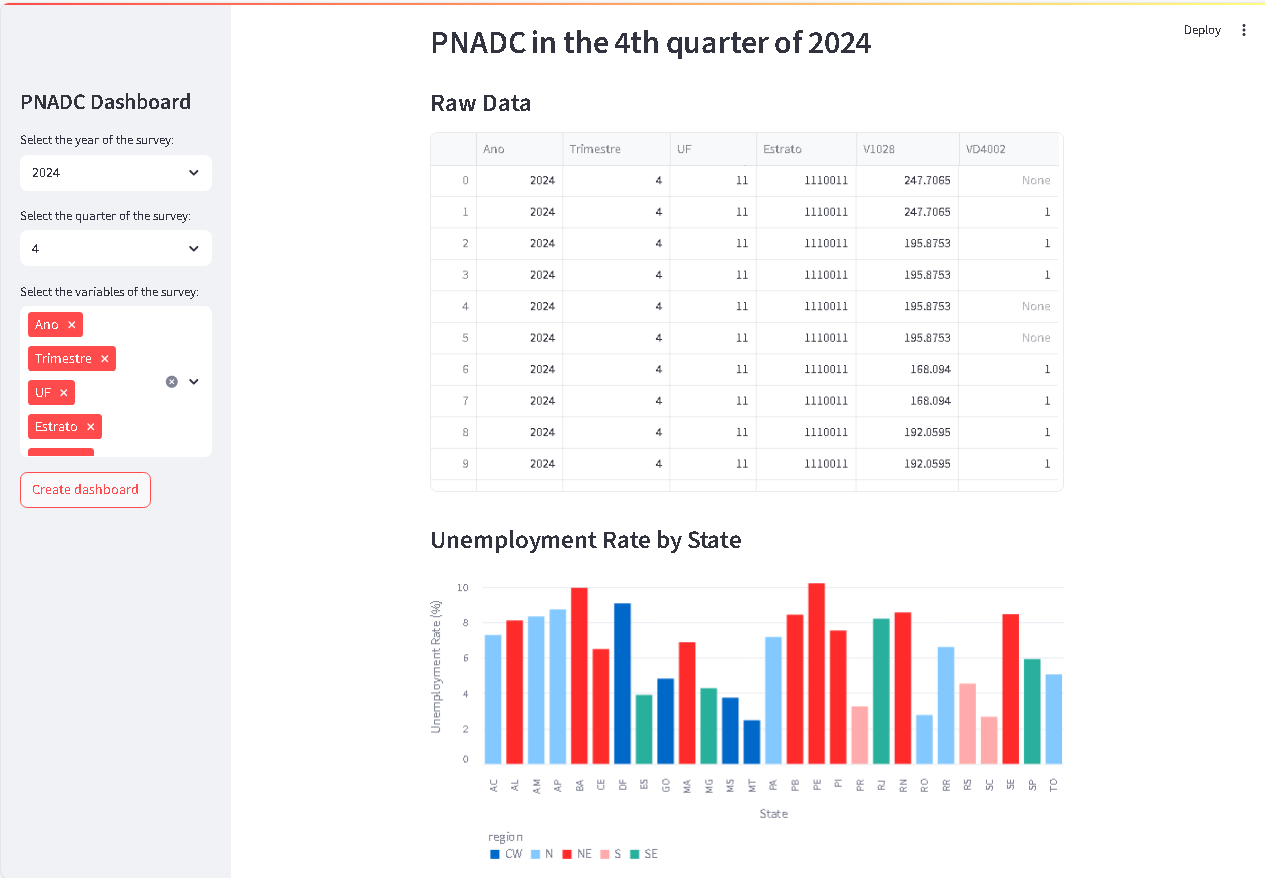 Deploy
PNADC Dashboard
Select the year of the survey:
2024
Select the quarter of the survey:
4
Select the variables of the survey:
Ano ×
Trimestre ×
UF ×
Estrato ×
Create dashboard
PNADC in the 4th quarter of 2024
Raw Data
Ano Trimestre UF Estrato V1028 VD4002
0 2024 4 11 1110011 247.7065 None
1 2024 4 11 1110011 247.7065 1
2 2024 4 11 1110011 195.8753 1
3 2024 4 11 1110011 195.8753 1
4 2024 4 11 1110011 195.8753 None
5 2024 4 11 1110011 195.8753 None
6 2024 4 11 1110011 168.094 1
7 2024 4 11 1110011 168.094 1
8 2024 4 11 1110011 192.0595 1
9 2024 4 11 1110011 192.0595 1
Unemployment Rate by State
Unemployment Rate (%)
10
8
6
4
2
0
AC AL AM AP BA CE DF ES GO MA MG MS MT PA PB PE PI PR RJ RN RO RR RS SC SE SP TO
State
region
CW N NE S SE